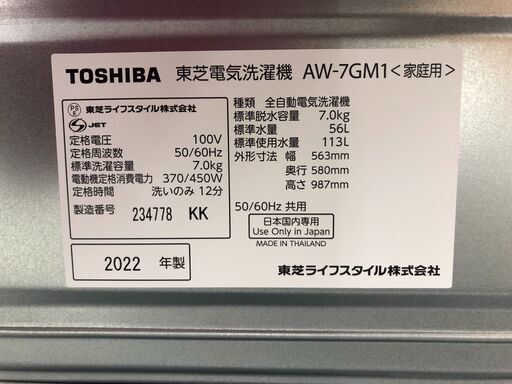 TOSHIBA 東芝電気洗濯機 AW-7GM1<家庭用>
PS
E 東芝ライフスタイル株式会社
S JET
定格電圧 100V
定格周波数 50/60Hz
標準洗濯容量 7.0kg
電動機定格消費電力 370/450W
定格時間 洗いのみ 12分
製造番号 234778 KK
2022 年製
種類 全自動電気洗濯機
標準脱水容量 7.0kg
標準水量 56L
標準使用水量 113L
外形寸法 幅 563mm
奥行 580mm
高さ 987mm
50/60Hz 共用
日本国内専用
Use Only in Japan
MADE IN THAILAND
東芝ライフスタイル株式会社